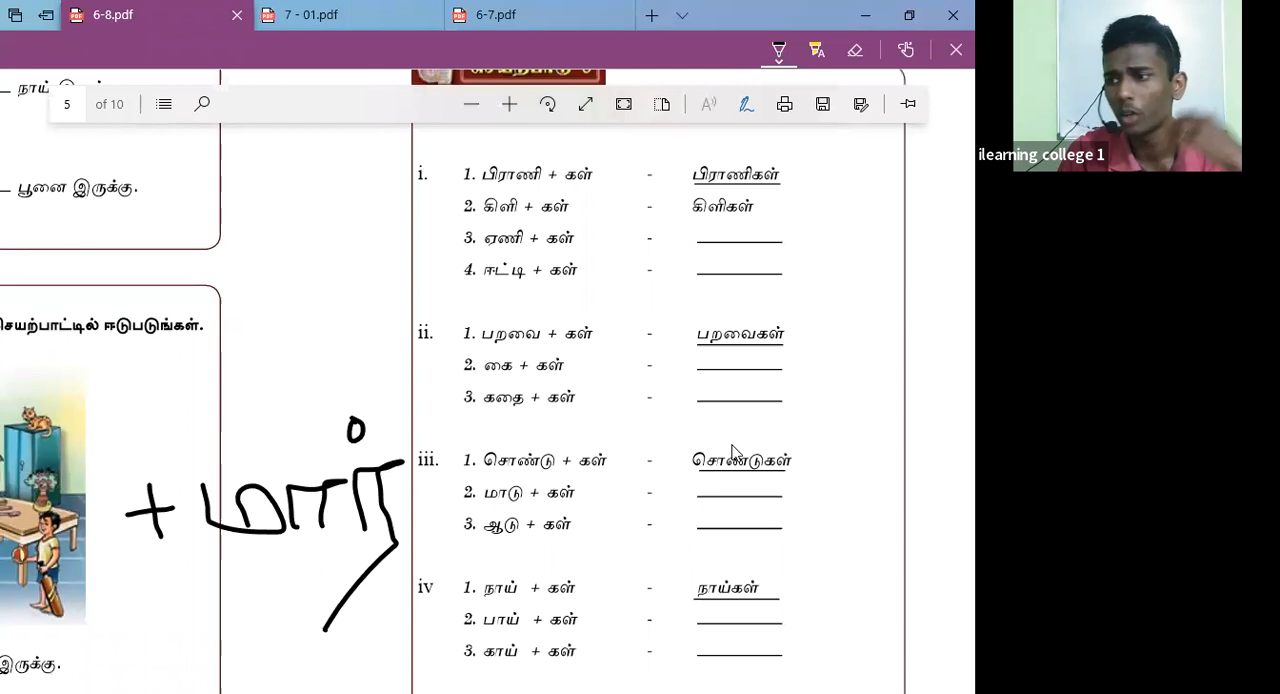 6-8.pdf
7 - 01.pdf
6-7.pdf
நாய்
5 of 10
ilearning college 1
பூனை இருக்கு.
செயற்பாட்டில் ஈடுபடுங்கள்.
இருக்கு.
+ மார்
செயற்பாடு
i. 1. பிராணி + கள் - பிராணிகள்
2. கிளி + கள் - கிளிகள்
3. ஏணி + கள் -
4. ஈட்டி + கள் -
ii. 1. பறவை + கள் - பறவைகள்
2. கை + கள் -
3. கதை + கள் -
iii. 1. சொண்டு + கள் - சொண்டுகள்
2. மாடு + கள் -
3. ஆடு + கள் -
iv 1. நாய் + கள் - நாய்கள்
2. பாய் + கள் -
3. காய் + கள் -